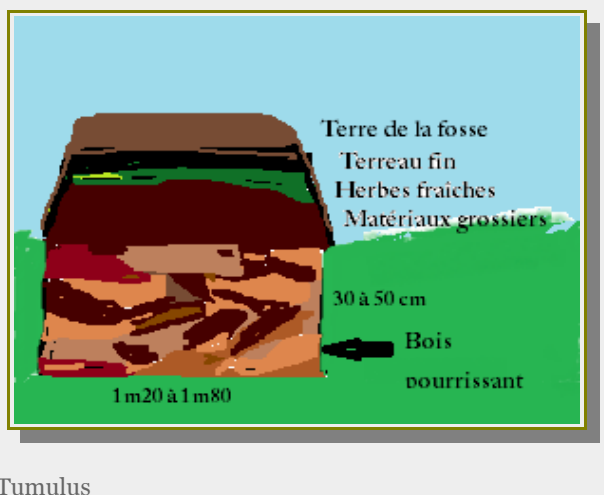 Terre de la fosse
Terreau fin
Herbes fraîches
Matériaux grossiers
30 à 50 cm
Bois
pourrissant
1m20 à 1m80
Tumulus